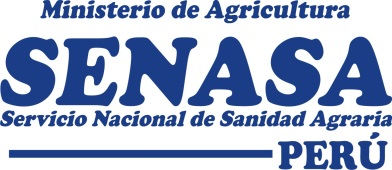 Ministerio de Agricultura
SENASA
Servicio Nacional de Sanidad Agraria
PERÚ